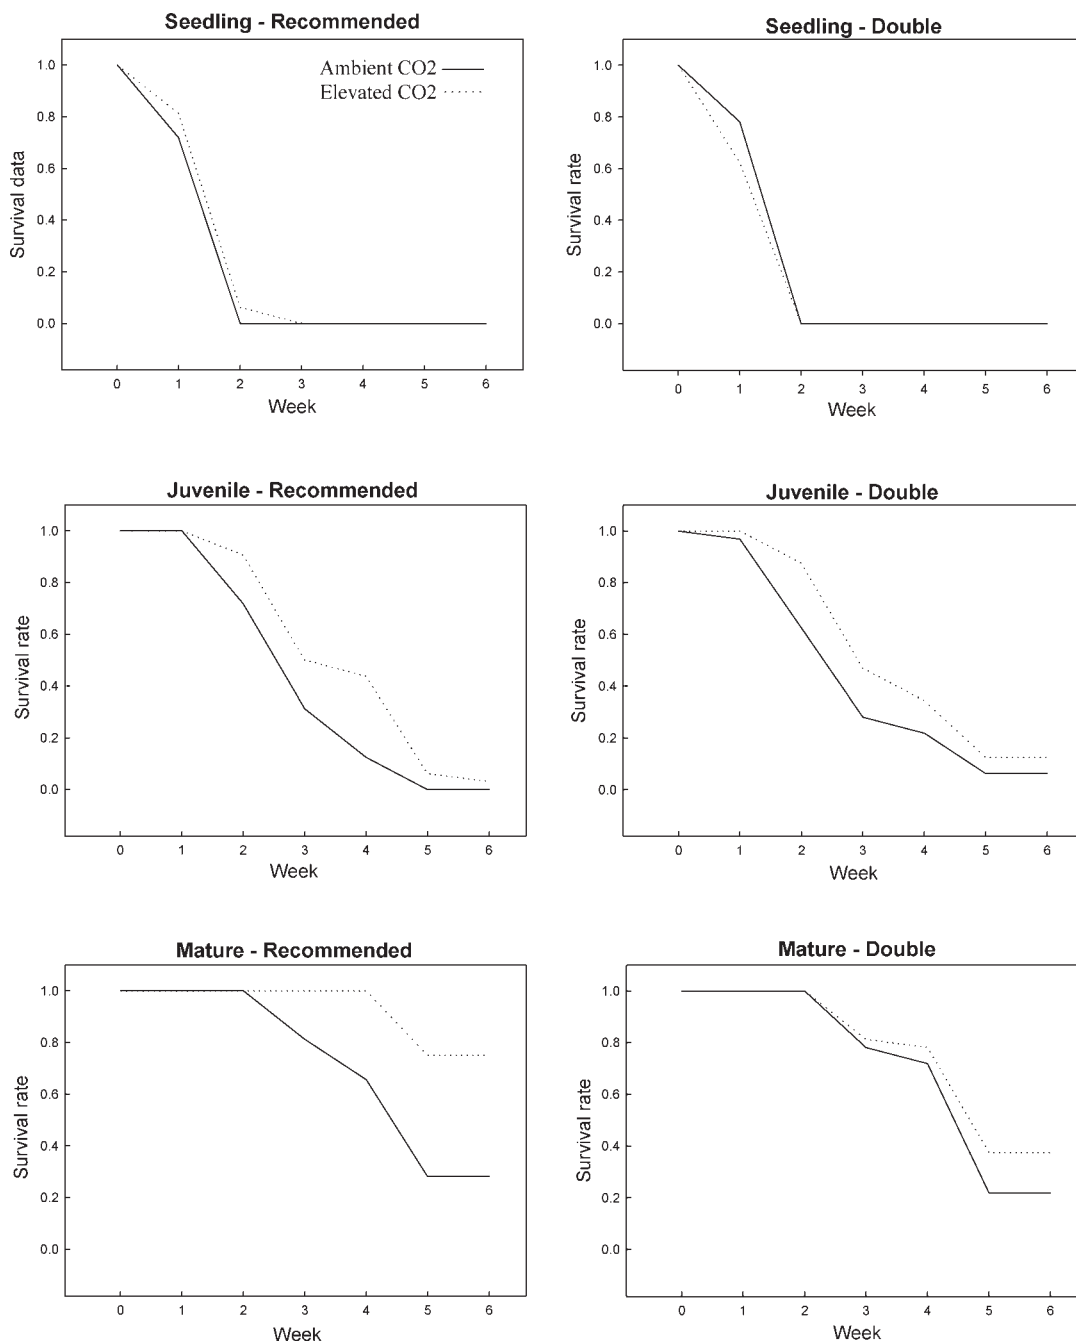 Seedling - Recommended
Ambient CO2
Elevated CO2
Survival data
1.0
0.8
0.6
0.4
0.2
0.0
0 1 2 3 4 5 6
Week
Seedling - Double
Survival rate
1.0
0.8
0.6
0.4
0.2
0.0
0 1 2 3 4 5 6
Week
Juvenile - Recommended
Survival rate
1.0
0.8
0.6
0.4
0.2
0.0
0 1 2 3 4 5 6
Week
Juvenile - Double
Survival rate
1.0
0.8
0.6
0.4
0.2
0.0
0 1 2 3 4 5 6
Week
Mature - Recommended
Survival rate
1.0
0.8
0.6
0.4
0.2
0.0
0 1 2 3 4 5 6
Week
Mature - Double
Survival rate
1.0
0.8
0.6
0.4
0.2
0.0
0 1 2 3 4 5 6
Week